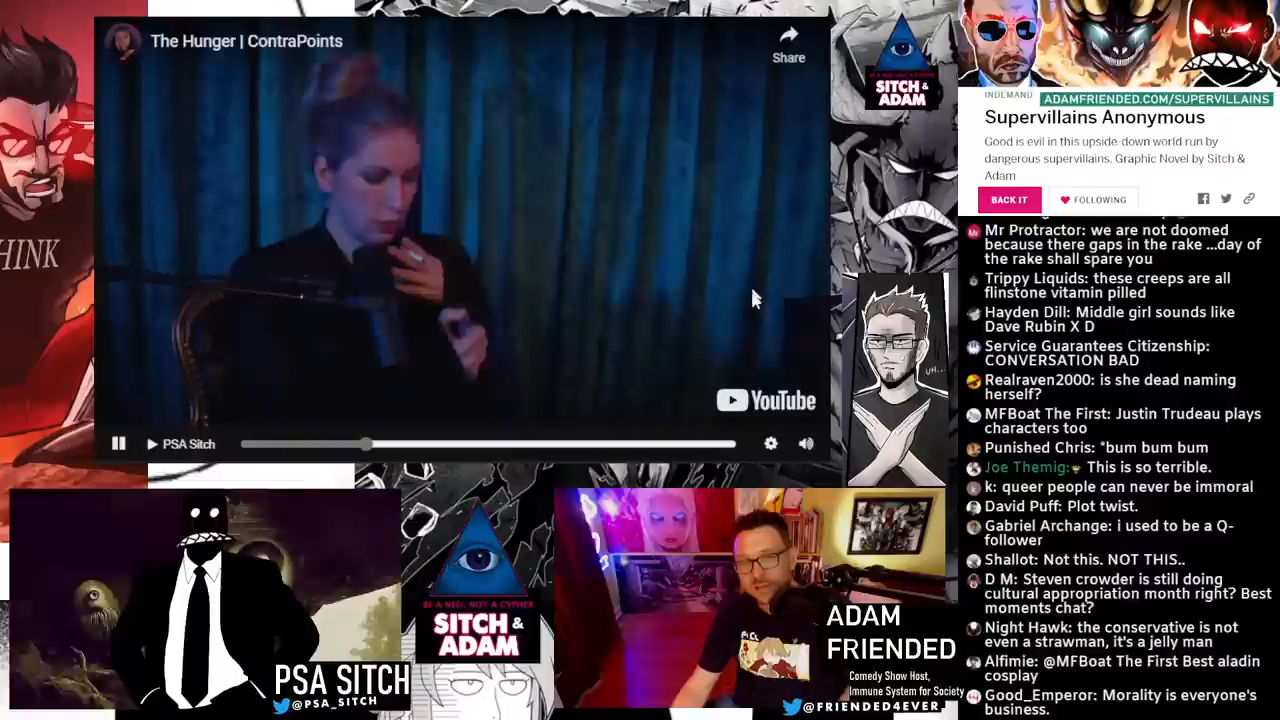 The Hunger | ContraPoints
Share
YouTube
PSA Sitch
HINK
BE A NEO, NOT A CYPHER
SITCH &
ADAM
UH...
INDEMAND
ADAMFRIENDED.COM/SUPERVILLAINS
Supervillains Anonymous
Good is evil in this upside-down world run by
dangerous supervillains. Graphic Novel by Sitch &
Adam
BACK IT
FOLLOWING
Mr Protractor: we are not doomed
because there gaps in the rake ...day of
the rake shall spare you
Trippy Liquids: these creeps are all
flinstone vitamin pilled
Hayden Dill: Middle girl sounds like
Dave Rubin X D
Service Guarantees Citizenship:
CONVERSATION BAD
Realraven2000: is she dead naming
herself?
MFBoat The First: Justin Trudeau plays
characters too
Punished Chris: *bum bum bum
Joe Themig: This is so terrible.
k: queer people can never be immoral
David Puff: Plot twist.
Gabriel Archange: i used to be a Q-
follower
Shallot: Not this. NOT THIS..
D M: Steven crowder is still doing
cultural appropriation month right? Best
moments chat?
Night Hawk: the conservative is not
even a strawman, it's a jelly man
Alfimie: @MFBoat The First Best aladin
cosplay
Good_Emperor: Morality is everyone's
business.
PSA SITCH
@PSA_SITCH
BE A NEO, NOT A CYPHER
SITCH &
ADAM
ADAM
FRIENDED
Comedy Show Host,
Immune System for Society
@FRIENDED4EVER